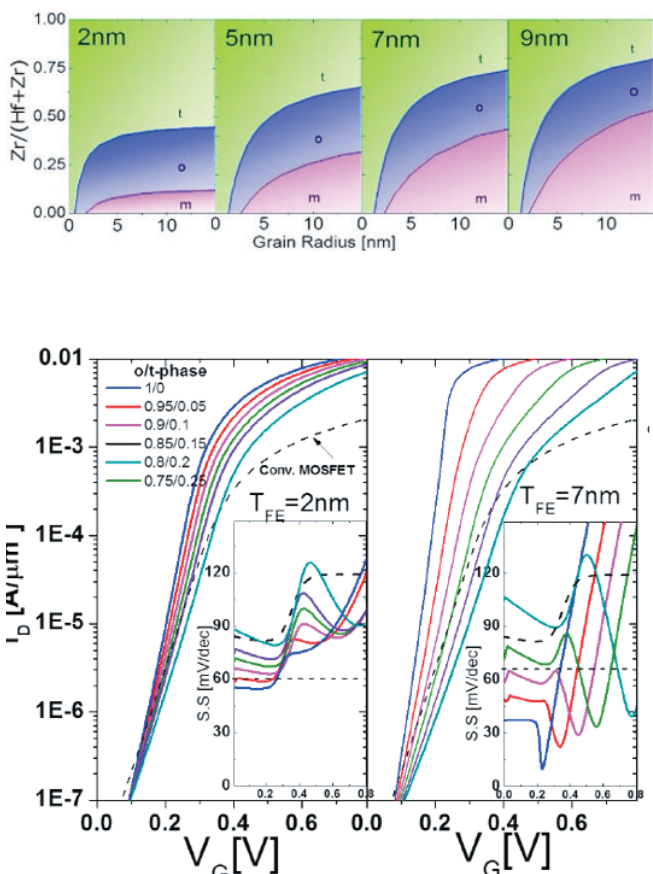 2nm
5nm
7nm
9nm
Zr/(Hf+Zr)
1.00
0.75
0.50
0.25
0.00
t
o
m
t
o
m
t
o
m
t
o
m
0
5
10
0
5
10
0
5
10
0
5
10
Grain Radius [nm]
I_D [A/μm]
0.01
1E-3
1E-4
1E-5
1E-6
1E-7
o/t-phase
1/0
0.95/0.05
0.9/0.1
0.85/0.15
0.8/0.2
0.75/0.25
Conv. MOSFET
T_FE=2nm
S.S [mV/dec]
120
90
60
30
0
0.2
0.4
0.6
0.8
0.0
0.2
0.4
0.6
V_G[V]
T_FE=7nm
S.S [mV/dec]
120
90
60
30
0
0.0
0.2
0.4
0.6
0.8
0.0
0.2
0.4
0.6
V_G[V]